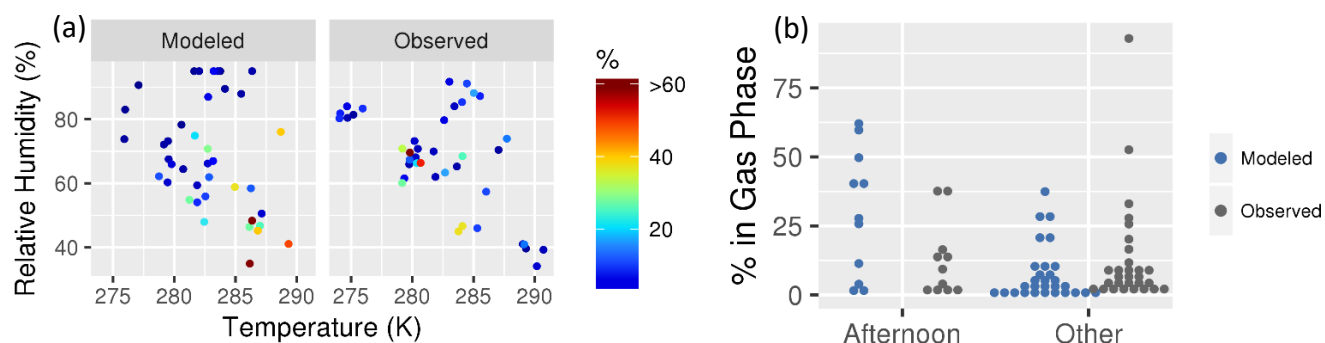 (a)
Modeled
Observed
Relative Humidity (%)
80
60
40
275
280
285
290
275
280
285
290
Temperature (K)
%
>60
40
20
(b)
% in Gas Phase
75
50
25
0
Afternoon
Other
Modeled
Observed